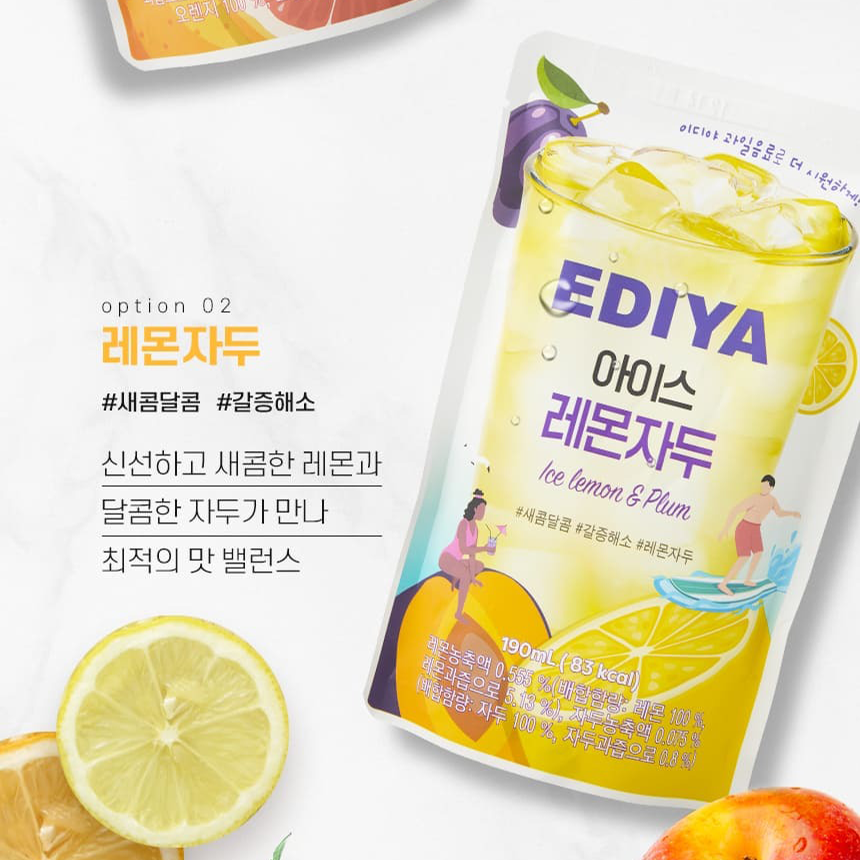 오렌지 100 %,
이디야 과일음료로 더 시원하게!
EDIYA
아이스
레몬자두
Ice lemon & Plum
#새콤달콤 #갈증해소 #레몬자두
190mL ( 83 kcal)
레몬농축액 0.555 %(배합함량: 레몬 100 %,
레몬과즙으로 5.13 %), 자두농축액 0.075 %
(배합함량: 자두 100 %, 자두과즙으로 0.8 %)
option 02
레몬자두
#새콤달콤 #갈증해소
신선하고 새콤한 레몬과
달콤한 자두가 만나
최적의 맛 밸런스